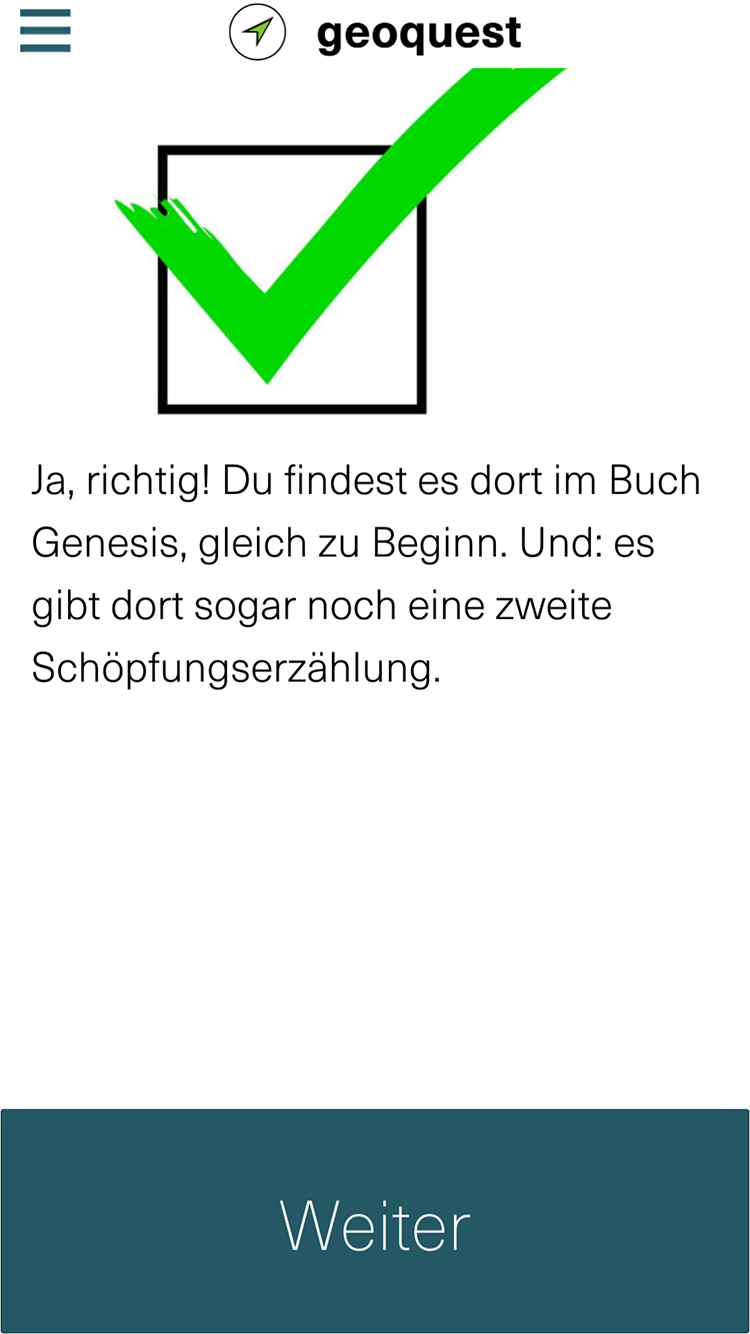 geoquest
Ja, richtig! Du findest es dort im Buch
Genesis, gleich zu Beginn. Und: es
gibt dort sogar noch eine zweite
Schöpfungserzählung.
Weiter